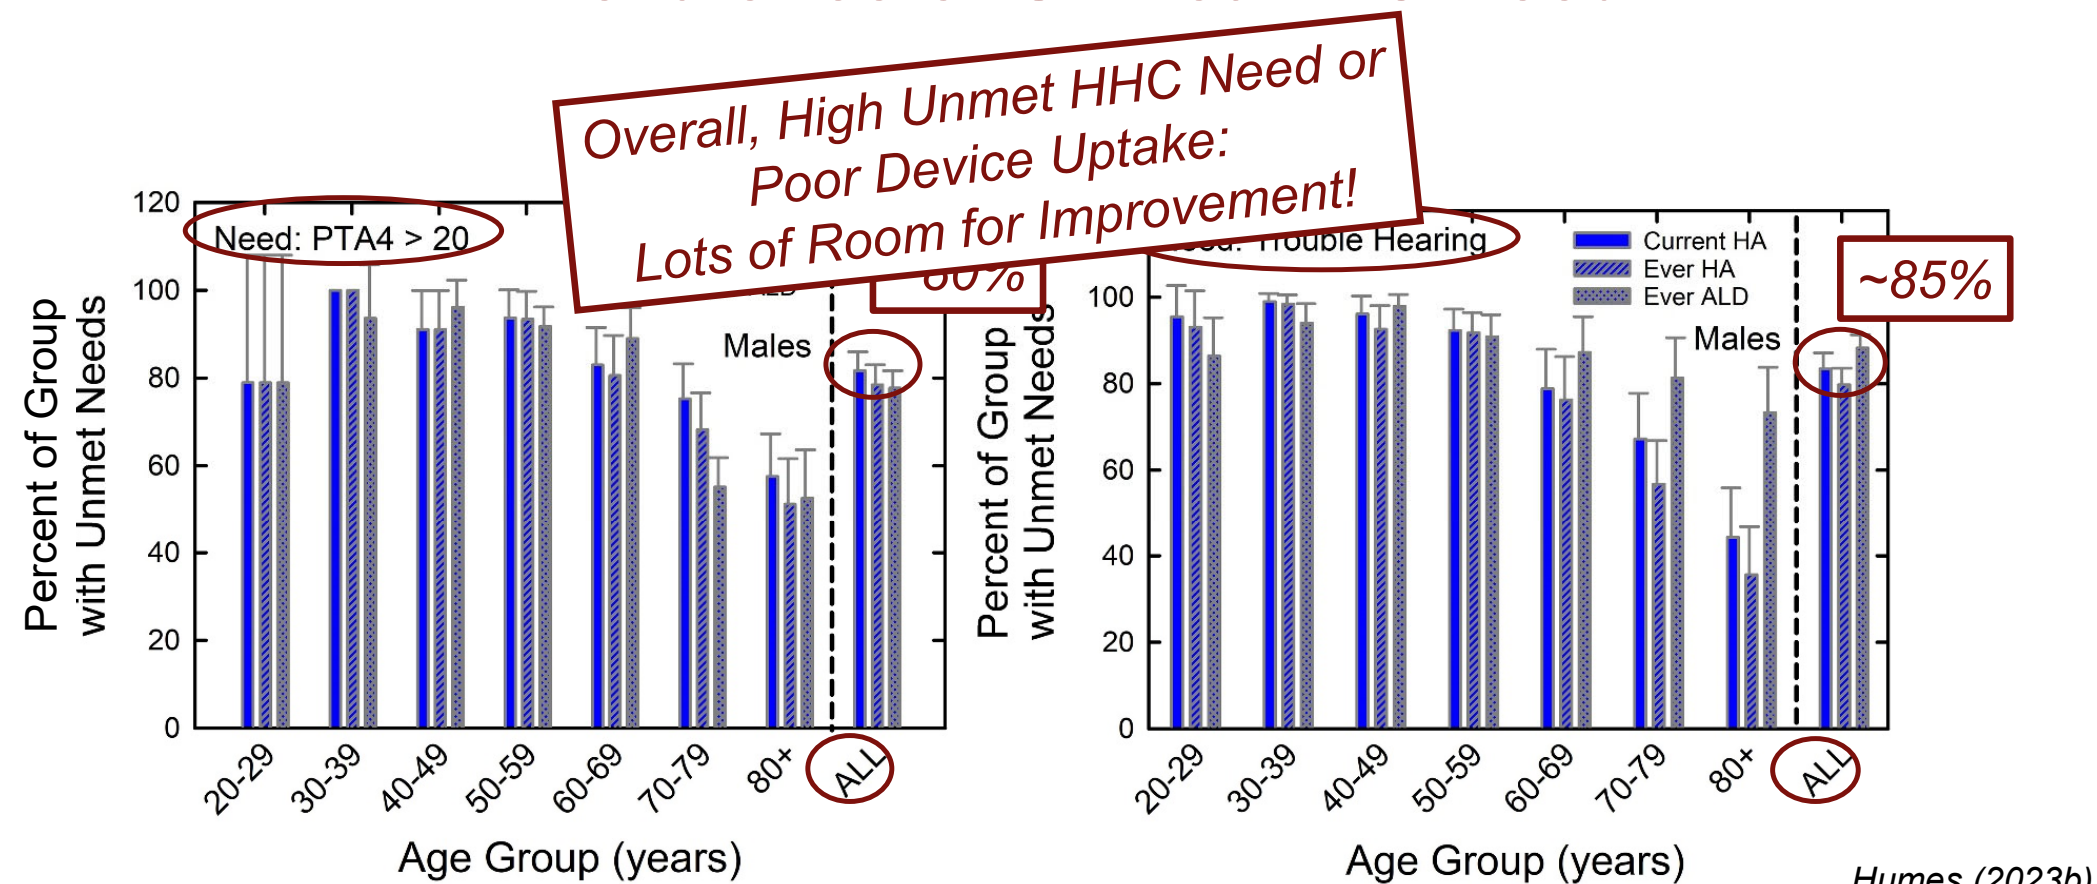 Overall, High Unmet HHC Need or
Poor Device Uptake:
Lots of Room for Improvement!
Need: PTA4 > 20
120
100
80
60
40
20
0
Percent of Group
with Unmet Needs
Males
20-29
30-39
40-49
50-59
60-69
70-79
80+
ALL
Age Group (years)
Trouble Hearing
Current HA
Ever HA
Ever ALD
~85%
Males
100
80
60
40
20
0
Percent of Group
with Unmet Needs
20-29
30-39
40-49
50-59
60-69
70-79
80+
ALL
Age Group (years)
Humes (2023b)